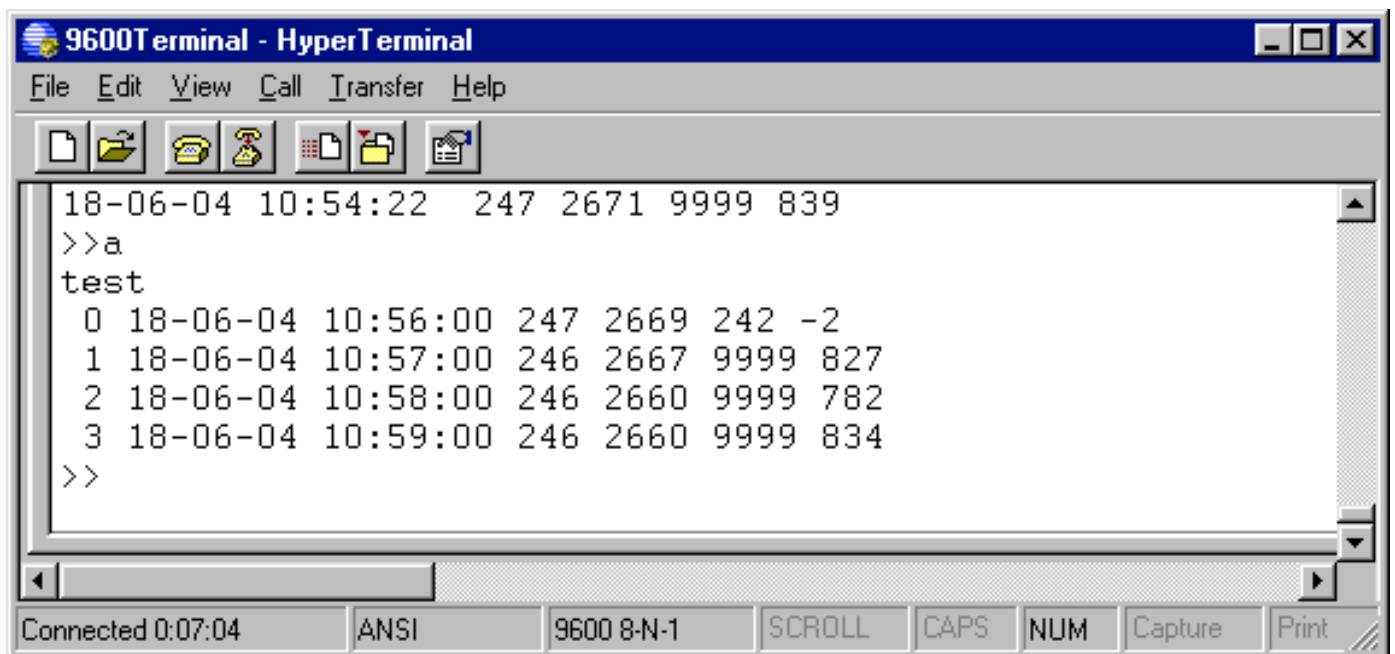 9600Terminal - HyperTerminal
File Edit View Call Transfer Help
18-06-04 10:54:22  247 2671 9999 839
>>a
test
0 18-06-04 10:56:00 247 2669 242 -2
1 18-06-04 10:57:00 246 2667 9999 827
2 18-06-04 10:58:00 246 2660 9999 782
3 18-06-04 10:59:00 246 2660 9999 834
>>
Connected 0:07:04 ANSI 9600 8-N-1 SCROLL CAPS NUM Capture Print